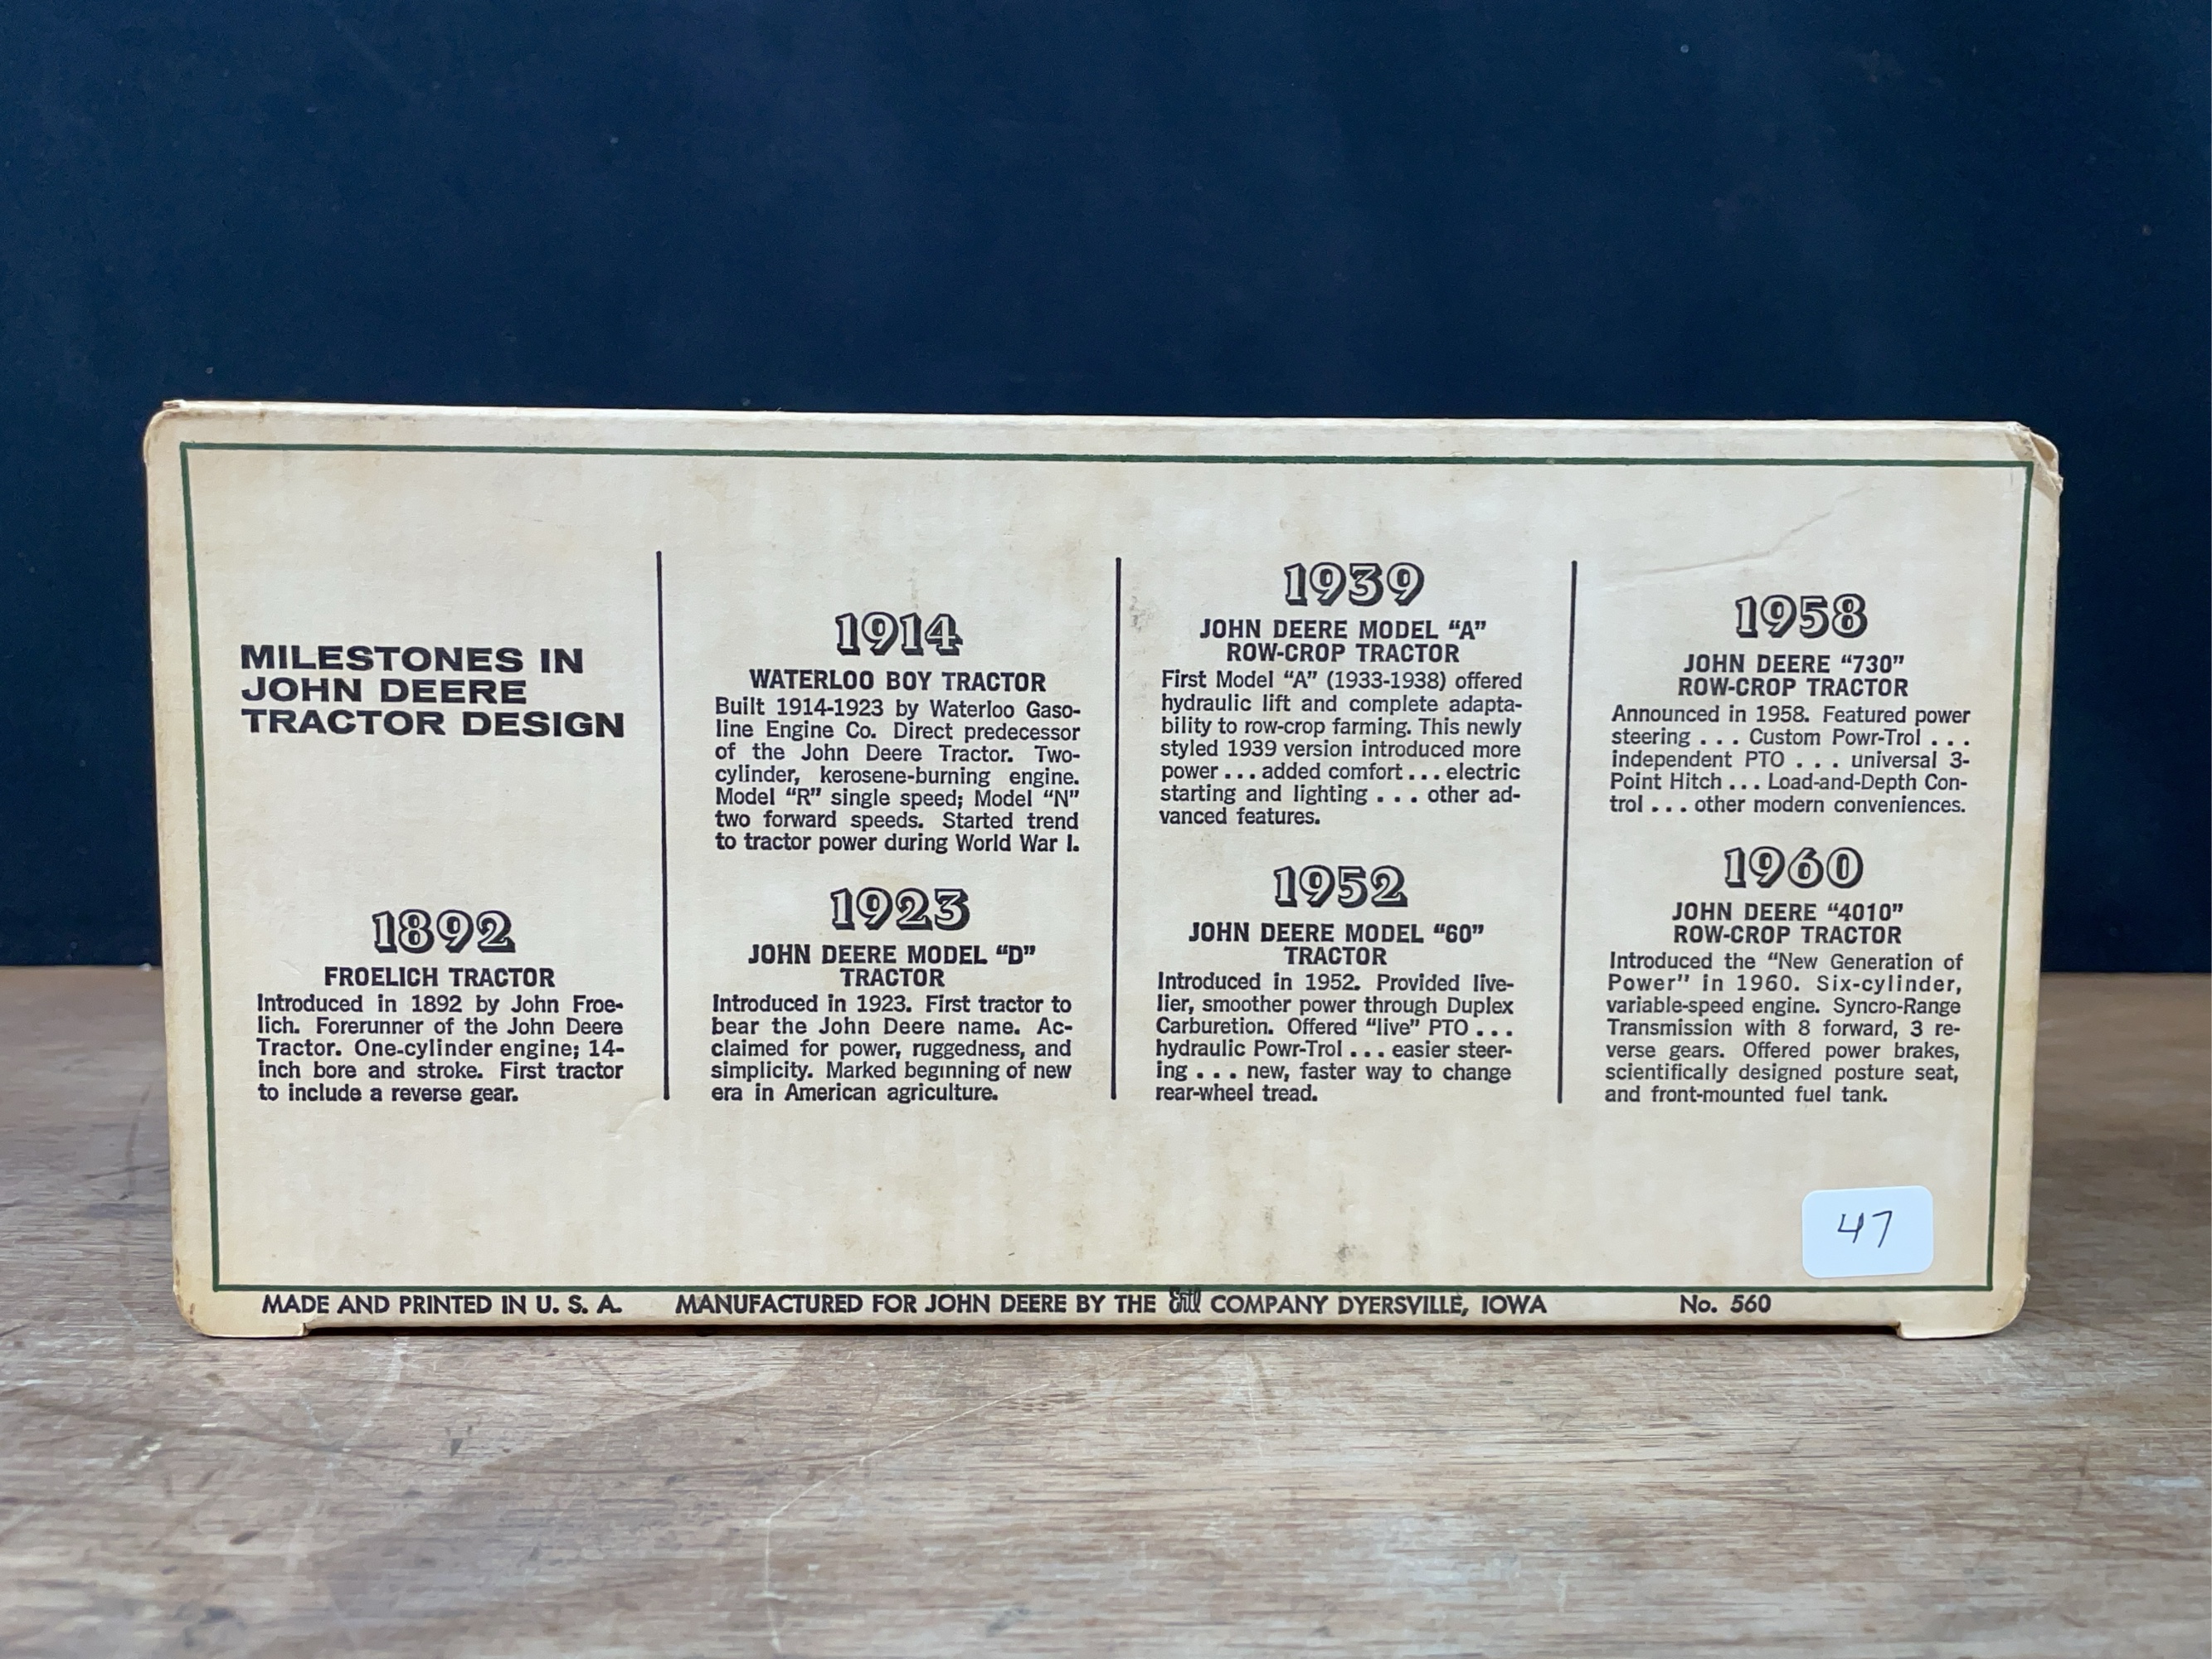 MILESTONES IN
JOHN DEERE
TRACTOR DESIGN
1892
FROELICH TRACTOR
Introduced in 1892 by John Froe-
lich. Forerunner of the John Deere
Tractor. One-cylinder engine; 14-
inch bore and stroke. First tractor
to include a reverse gear.
1914
WATERLOO BOY TRACTOR
Built 1914-1923 by Waterloo Gaso-
line Engine Co. Direct predecessor
of the John Deere Tractor. Two-
cylinder, kerosene-burning engine.
Model “R” single speed; Model “N”
two forward speeds. Started trend
to tractor power during World War I.
1923
JOHN DEERE MODEL “D”
TRACTOR
Introduced in 1923. First tractor to
bear the John Deere name. Ac-
claimed for power, ruggedness, and
simplicity. Marked beginning of new
era in American agriculture.
1939
JOHN DEERE MODEL “A”
ROW-CROP TRACTOR
First Model “A” (1933-1938) offered
hydraulic lift and complete adapta-
bility to row-crop farming. This newly
styled 1939 version introduced more
power . . . added comfort . . . electric
starting and lighting . . . other ad-
vanced features.
1952
JOHN DEERE MODEL “60”
TRACTOR
Introduced in 1952. Provided live-
lier, smoother power through Duplex
Carburetion. Offered “live” PTO . . .
hydraulic Powr-Trol . . . easier steer-
ing . . . new, faster way to change
rear-wheel tread.
1958
JOHN DEERE “730”
ROW-CROP TRACTOR
Announced in 1958. Featured power
steering . . . Custom Powr-Trol . . .
independent PTO . . . universal 3-
Point Hitch . . . Load-and-Depth Con-
trol . . . other modern conveniences.
1960
JOHN DEERE “4010”
ROW-CROP TRACTOR
Introduced the “New Generation of
Power” in 1960. Six-cylinder,
variable-speed engine. Syncro-Range
Transmission with 8 forward, 3 re-
verse gears. Offered power brakes,
scientifically designed posture seat,
and front-mounted fuel tank.
47
MADE AND PRINTED IN U. S. A. MANUFACTURED FOR JOHN DEERE BY THE Ertl COMPANY DYERSVILLE, IOWA No. 560